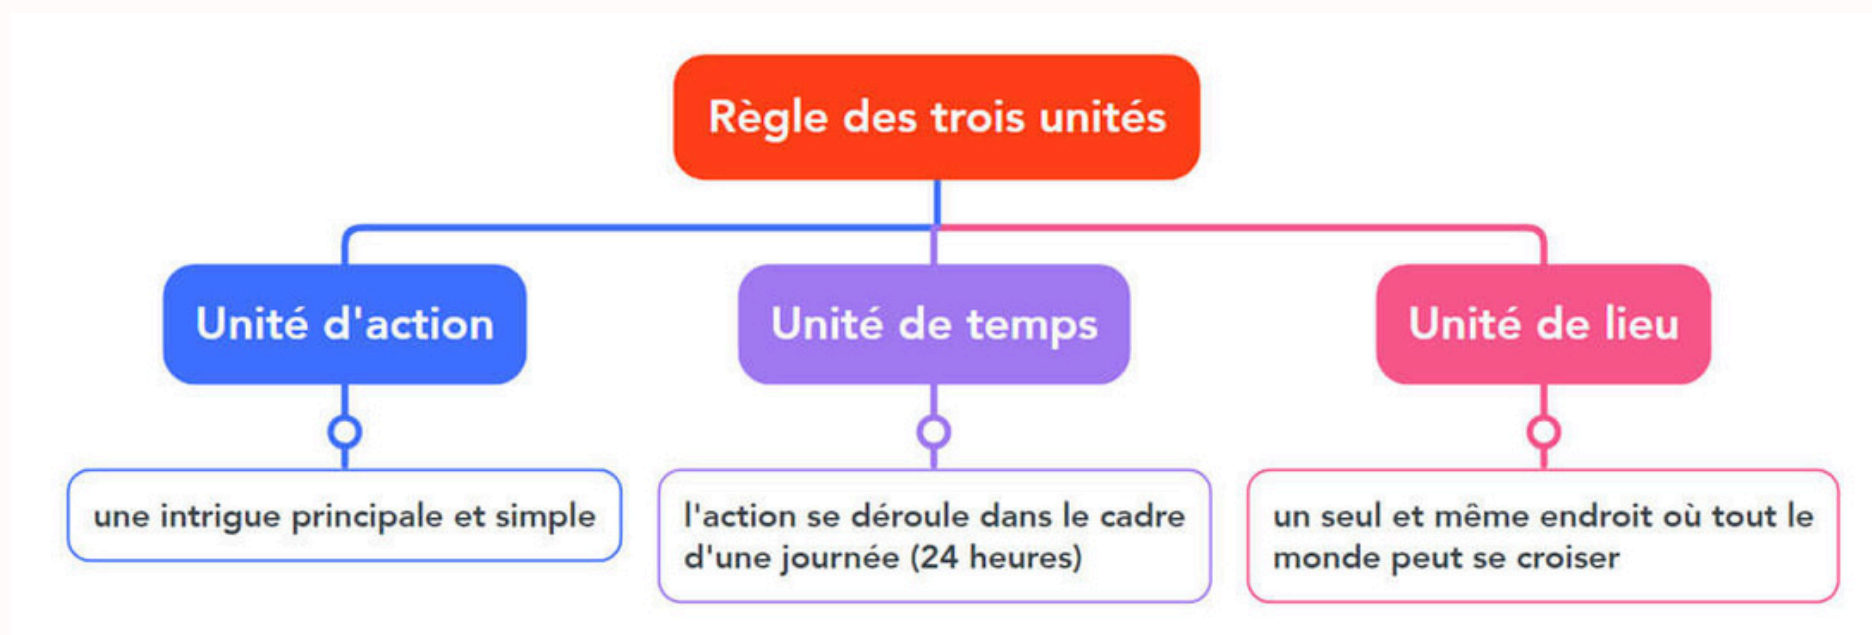 Règle des trois unités
Unité d'action
Unité de temps
Unité de lieu
une intrigue principale et simple
l'action se déroule dans le cadre
d'une journée (24 heures)
un seul et même endroit où tout le
monde peut se croiser